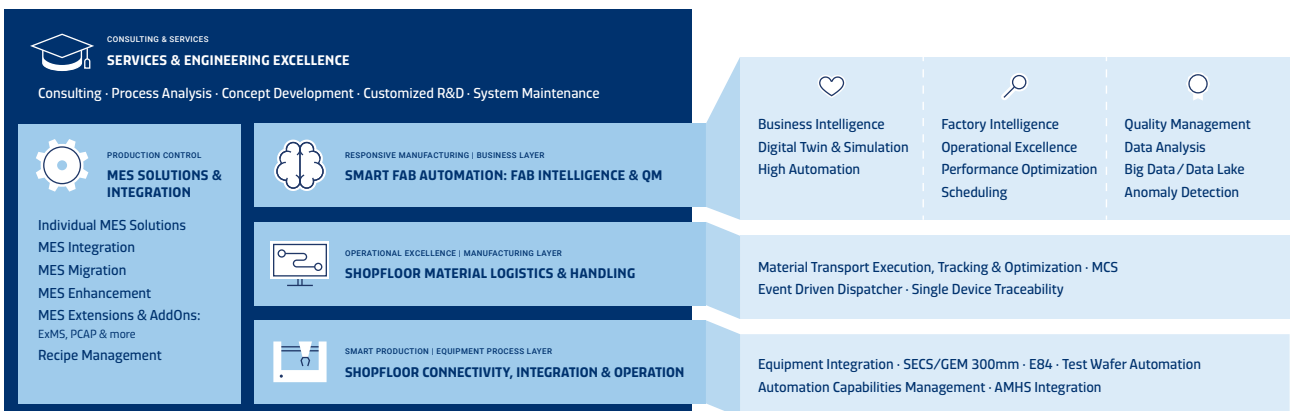 CONSULTING & SERVICES
SERVICES & ENGINEERING EXCELLENCE
Consulting · Process Analysis · Concept Development · Customized R&D · System Maintenance
PRODUCTION CONTROL
MES SOLUTIONS &
INTEGRATION
Individual MES Solutions
MES Integration
MES Migration
MES Enhancement
MES Extensions & AddOns:
ExMS, PCAP & more
Recipe Management
RESPONSIVE MANUFACTURING | BUSINESS LAYER
SMART FAB AUTOMATION: FAB INTELLIGENCE & QM
Business Intelligence
Digital Twin & Simulation
High Automation
Factory Intelligence
Operational Excellence
Performance Optimization
Scheduling
Quality Management
Data Analysis
Big Data / Data Lake
Anomaly Detection
OPERATIONAL EXCELLENCE | MANUFACTURING LAYER
SHOPFLOOR MATERIAL LOGISTICS & HANDLING
Material Transport Execution, Tracking & Optimization · MCS
Event Driven Dispatcher · Single Device Traceability
SMART PRODUCTION | EQUIPMENT PROCESS LAYER
SHOPFLOOR CONNECTIVITY, INTEGRATION & OPERATION
Equipment Integration · SECS/GEM 300mm · E84 · Test Wafer Automation
Automation Capabilities Management · AMHS Integration